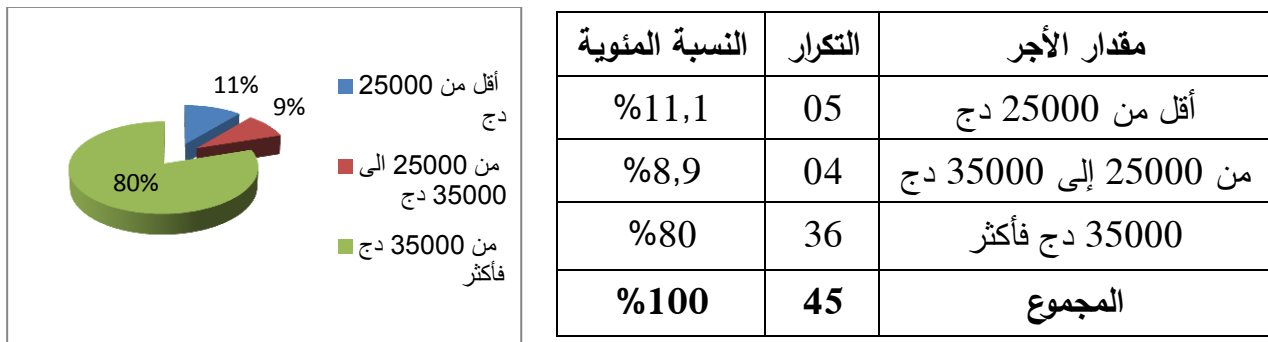 مقدار الأجر التكرار النسبة المئوية
أقل من 25000 دج 05 %11,1
من 25000 إلى 35000 دج 04 %8,9
35000 دج فأكثر 36 %80
المجموع 45 %100
11%
9%
80%
أقل من 25000
دج
من 25000 الى
35000 دج
من 35000 دج
فأكثر